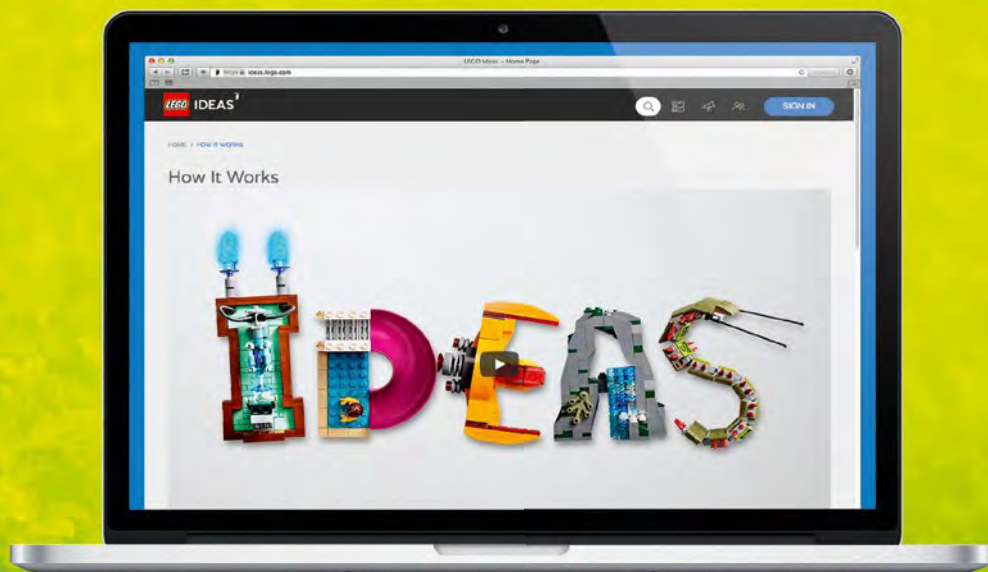 LEGO Ideas – Home Page
https ideas.lego.com
LEGO IDEAS
SIGN IN
HOME > HOW IT WORKS
How It Works
IDEAS